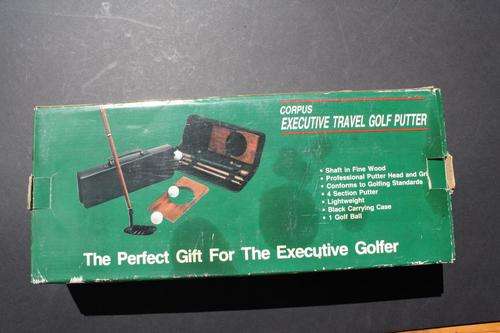 CORPUS
EXECUTIVE TRAVEL GOLF PUTTER
• Shaft in Fine Wood
• Professional Putter Head and
• Conforms to Golfing Standards
• 4 Section Putter
• Lightweight
• Black Carrying Case
• 1 Golf Ball
The Perfect Gift For The Executive Golfer